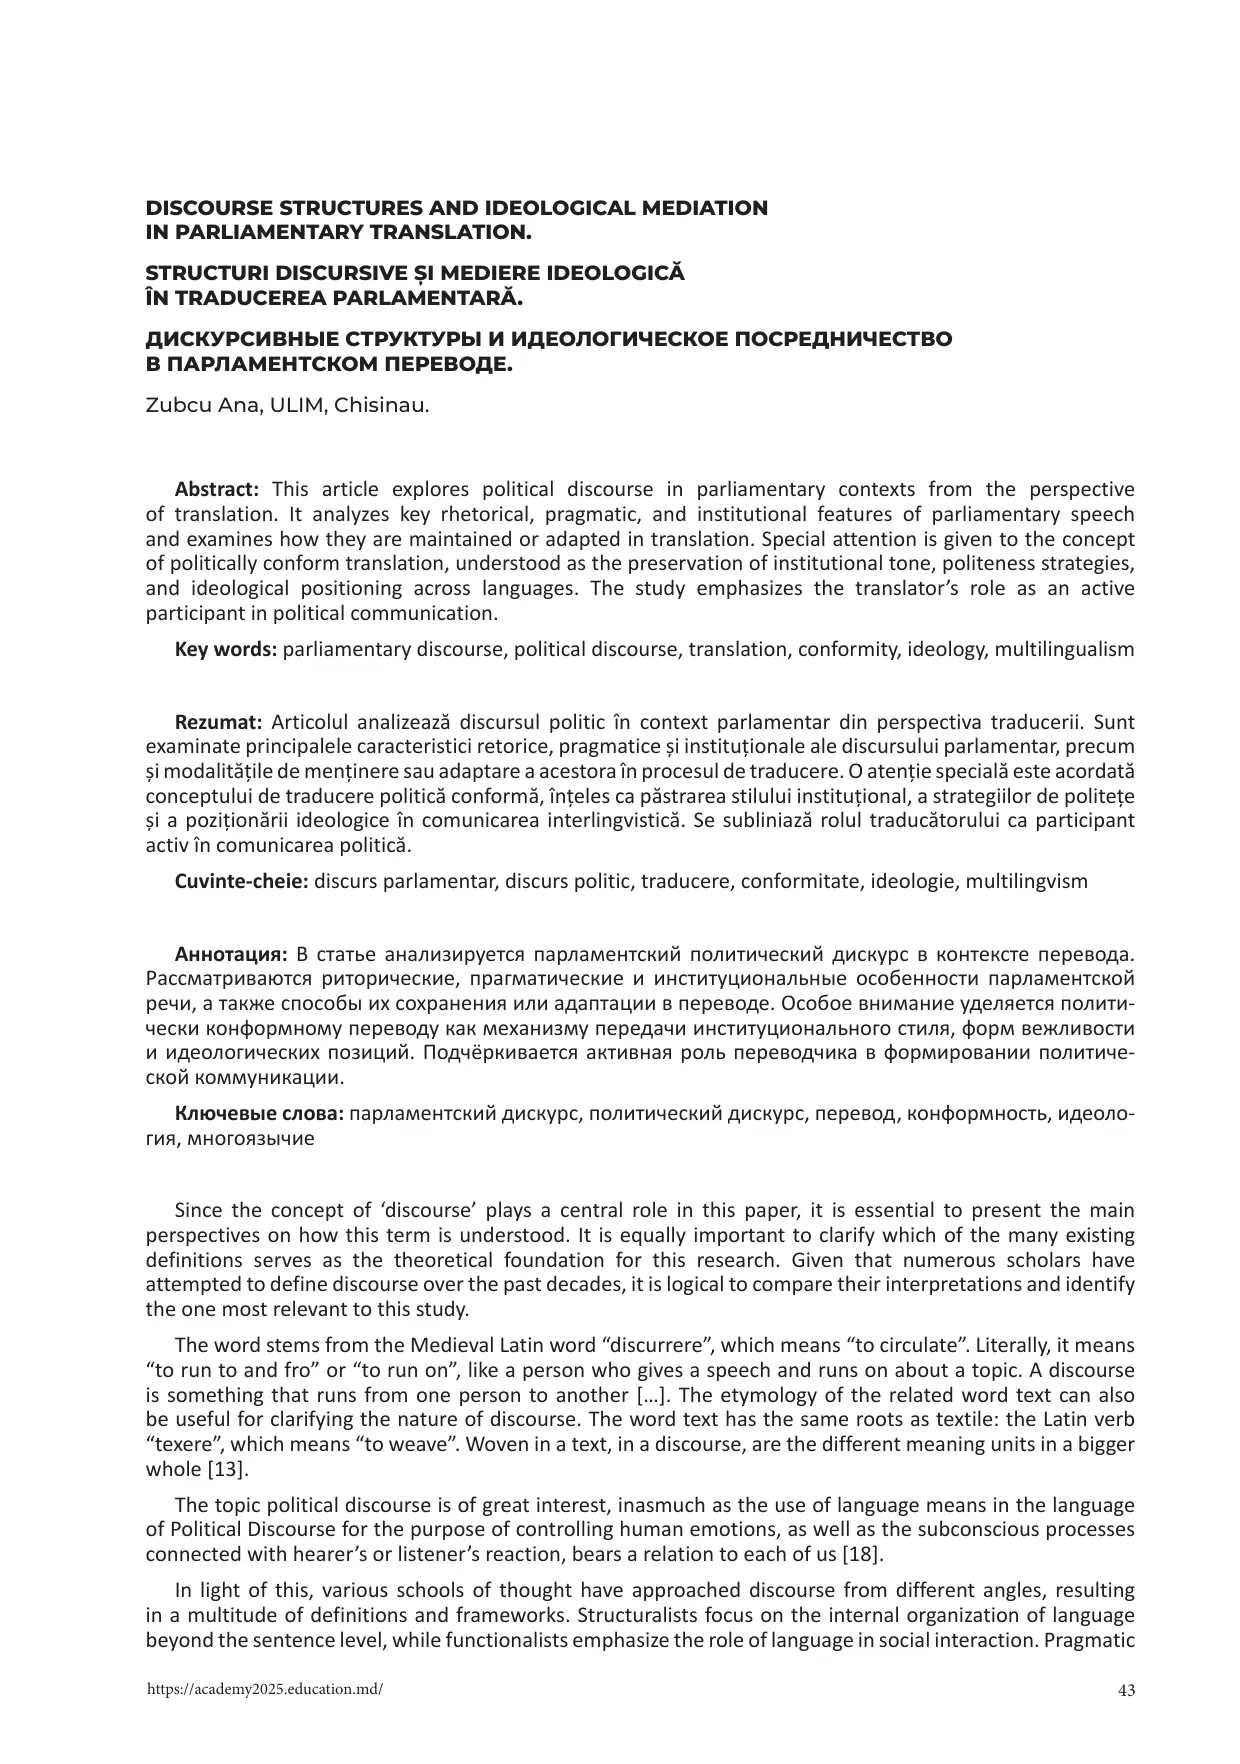 DISCOURSE STRUCTURES AND IDEOLOGICAL MEDIATION
IN PARLIAMENTARY TRANSLATION.
STRUCTURI DISCURSIVE ȘI MEDIERE IDEOLOGICĂ
ÎN TRADUCEREA PARLAMENTARĂ.
ДИСКУРСИВНЫЕ СТРУКТУРЫ И ИДЕОЛОГИЧЕСКОЕ ПОСРЕДНИЧЕСТВО
В ПАРЛАМЕНТСКОМ ПЕРЕВОДЕ.
Zubcu Ana, ULIM, Chisinau.
Abstract: This article explores political discourse in parliamentary contexts from the perspective
of translation. It analyzes key rhetorical, pragmatic, and institutional features of parliamentary speech
and examines how they are maintained or adapted in translation. Special attention is given to the concept
of politically conform translation, understood as the preservation of institutional tone, politeness strategies,
and ideological positioning across languages. The study emphasizes the translator’s role as an active
participant in political communication.
Key words: parliamentary discourse, political discourse, translation, conformity, ideology, multilingualism
Rezumat: Articolul analizează discursul politic în context parlamentar din perspectiva traducerii. Sunt
examinate principalele caracteristici retorice, pragmatice și instituționale ale discursului parlamentar, precum
și modalitățile de menținere sau adaptare a acestora în procesul de traducere. O atenție specială este acordată
conceptului de traducere politică conformă, înțeles ca păstrarea stilului instituțional, a strategiilor de politețe
și a poziționării ideologice în comunicarea interlingvistică. Se subliniază rolul traducătorului ca participant
activ în comunicarea politică.
Cuvinte-cheie: discurs parlamentar, discurs politic, traducere, conformitate, ideologie, multilingvism
Аннотация: В статье анализируется парламентский политический дискурс в контексте перевода.
Рассматриваются риторические, прагматические и институциональные особенности парламентской
речи, а также способы их сохранения или адаптации в переводе. Особое внимание уделяется полити-
чески конформному переводу как механизму передачи институционального стиля, форм вежливости
и идеологических позиций. Подчёркивается активная роль переводчика в формировании политиче-
ской коммуникации.
Ключевые слова: парламентский дискурс, политический дискурс, перевод, конформность, идеоло-
гия, многоязычие
Since the concept of ‘discourse’ plays a central role in this paper, it is essential to present the main
perspectives on how this term is understood. It is equally important to clarify which of the many existing
definitions serves as the theoretical foundation for this research. Given that numerous scholars have
attempted to define discourse over the past decades, it is logical to compare their interpretations and identify
the one most relevant to this study.
The word stems from the Medieval Latin word “discurrere”, which means “to circulate”. Literally, it means
“to run to and fro” or “to run on”, like a person who gives a speech and runs on about a topic. A discourse
is something that runs from one person to another […]. The etymology of the related word text can also
be useful for clarifying the nature of discourse. The word text has the same roots as textile: the Latin verb
“texere”, which means “to weave”. Woven in a text, in a discourse, are the different meaning units in a bigger
whole [13].
The topic political discourse is of great interest, inasmuch as the use of language means in the language
of Political Discourse for the purpose of controlling human emotions, as well as the subconscious processes
connected with hearer’s or listener’s reaction, bears a relation to each of us [18].
In light of this, various schools of thought have approached discourse from different angles, resulting
in a multitude of definitions and frameworks. Structuralists focus on the internal organization of language
beyond the sentence level, while functionalists emphasize the role of language in social interaction. Pragmatic
https://academy2025.education.md/
43